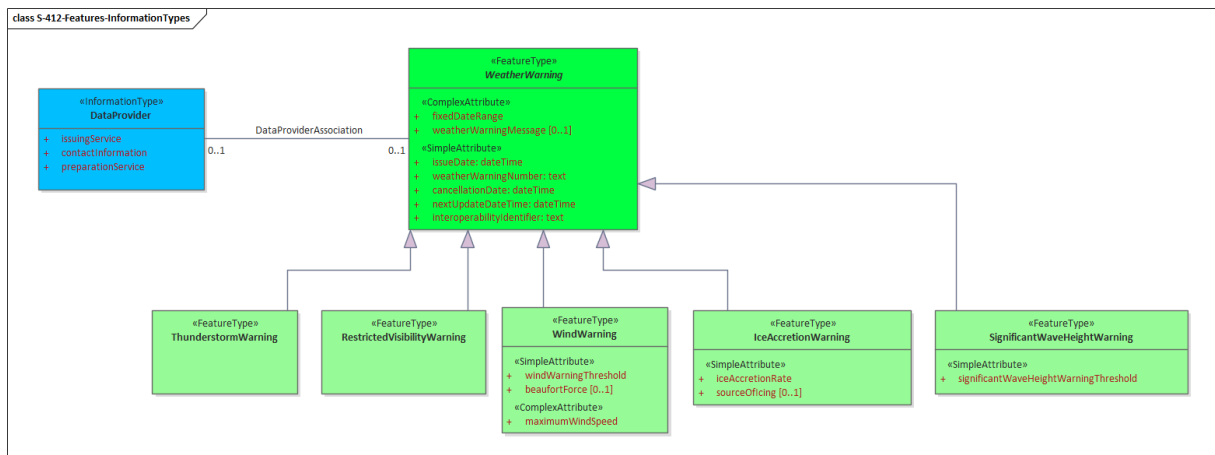 class S-412-Features-InformationTypes
«FeatureType»
WeatherWarning
«ComplexAttribute»
+ fixedDateRange
+ weatherWarningMessage [0..1]
«SimpleAttribute»
+ issueDate: dateTime
+ weatherWarningNumber: text
+ cancellationDate: dateTime
+ nextUpdateDateTime: dateTime
+ interoperabilityIdentifier: text
«InformationType»
DataProvider
+ issuingService
+ contactInformation
+ preparationService
DataProviderAssociation
0..1
0..1
«FeatureType»
ThunderstormWarning
«FeatureType»
RestrictedVisibilityWarning
«FeatureType»
WindWarning
«SimpleAttribute»
+ windWarningThreshold
+ beaufortForce [0..1]
«ComplexAttribute»
+ maximumWindSpeed
«FeatureType»
IceAccretionWarning
«SimpleAttribute»
+ iceAccretionRate
+ sourceOfIcing [0..1]
«FeatureType»
SignificantWaveHeightWarning
«SimpleAttribute»
+ significantWaveHeightWarningThreshold